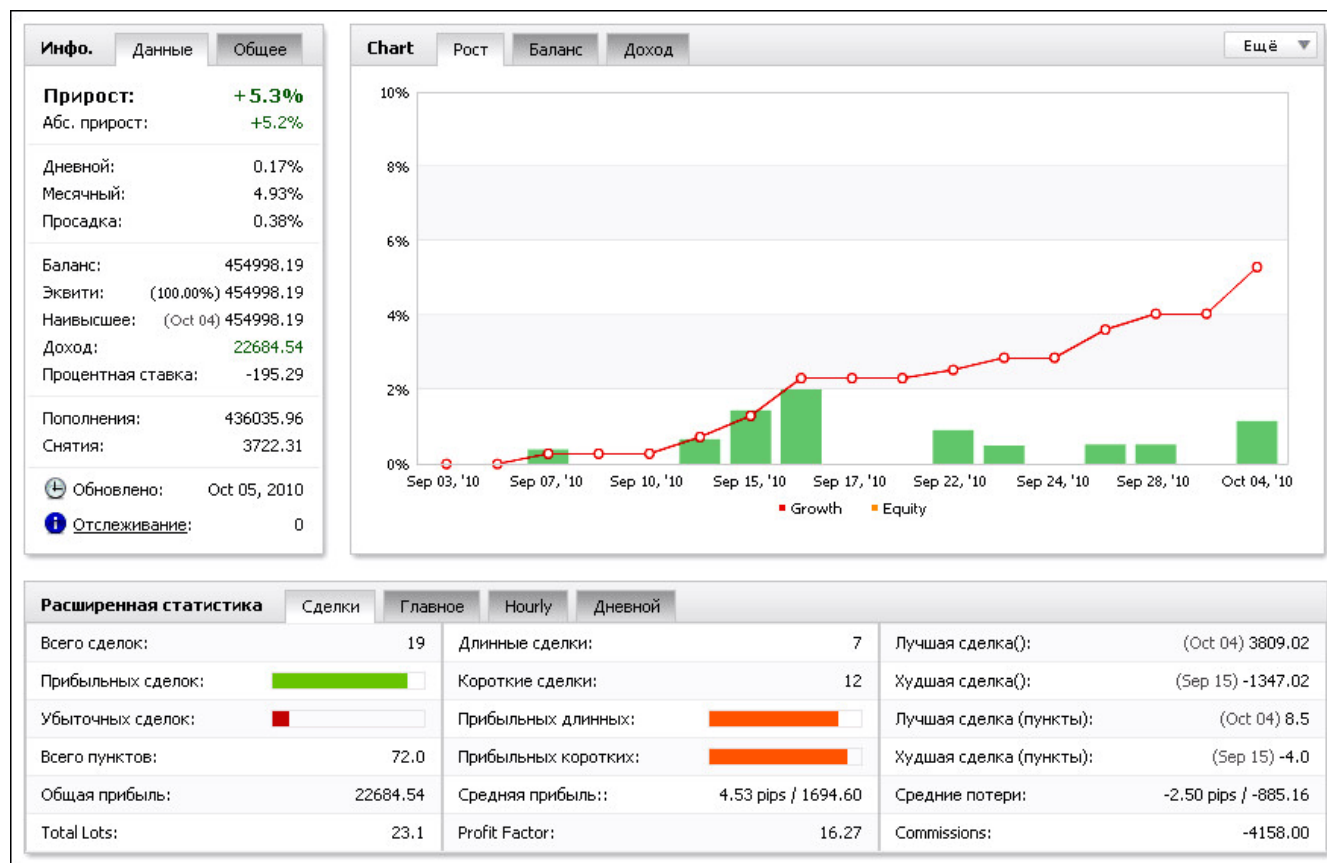 Инфо. Данные Общее
Прирост: +5.3%
Абс. прирост: +5.2%
Дневной: 0.17%
Месячный: 4.93%
Просадка: 0.38%
Баланс: 454998.19
Эквити: (100.00%) 454998.19
Наивысшее: (Oct 04) 454998.19
Доход: 22684.54
Процентная ставка: -195.29
Пополнения: 436035.96
Снятия: 3722.31
Обновлено: Oct 05, 2010
Отслеживание: 0
Chart Рост Баланс Доход Ещё
10%
8%
6%
4%
2%
0%
Sep 03, '10 Sep 07, '10 Sep 10, '10 Sep 15, '10 Sep 17, '10 Sep 22, '10 Sep 24, '10 Sep 28, '10 Oct 04, '10
Growth Equity
Расширенная статистика Сделки Главное Hourly Дневной
Всего сделок: 19 Длинные сделки: 7 Лучшая сделка(): (Oct 04) 3809.02
Прибыльных сделок: Короткие сделки: 12 Худшая сделка(): (Sep 15) -1347.02
Убыточных сделок: Прибыльных длинных: Лучшая сделка (пункты): (Oct 04) 8.5
Всего пунктов: 72.0 Прибыльных коротких: Худшая сделка (пункты): (Sep 15) -4.0
Общая прибыль: 22684.54 Средняя прибыль:: 4.53 pips / 1694.60 Средние потери: -2.50 pips / -885.16
Total Lots: 23.1 Profit Factor: 16.27 Commissions: -4158.00